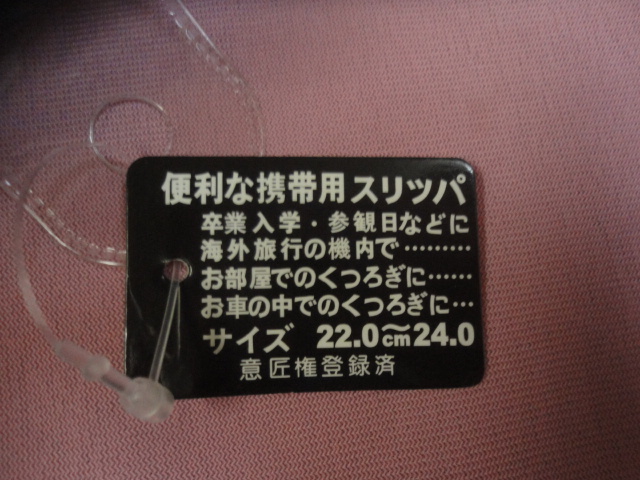 便利な携帯用スリッパ
卒業入学・参観日などに
海外旅行の機内で………
お部屋でのくつろぎに……
お車の中でのくつろぎに…
サイズ 22.0〜cm24.0
意匠権登録済